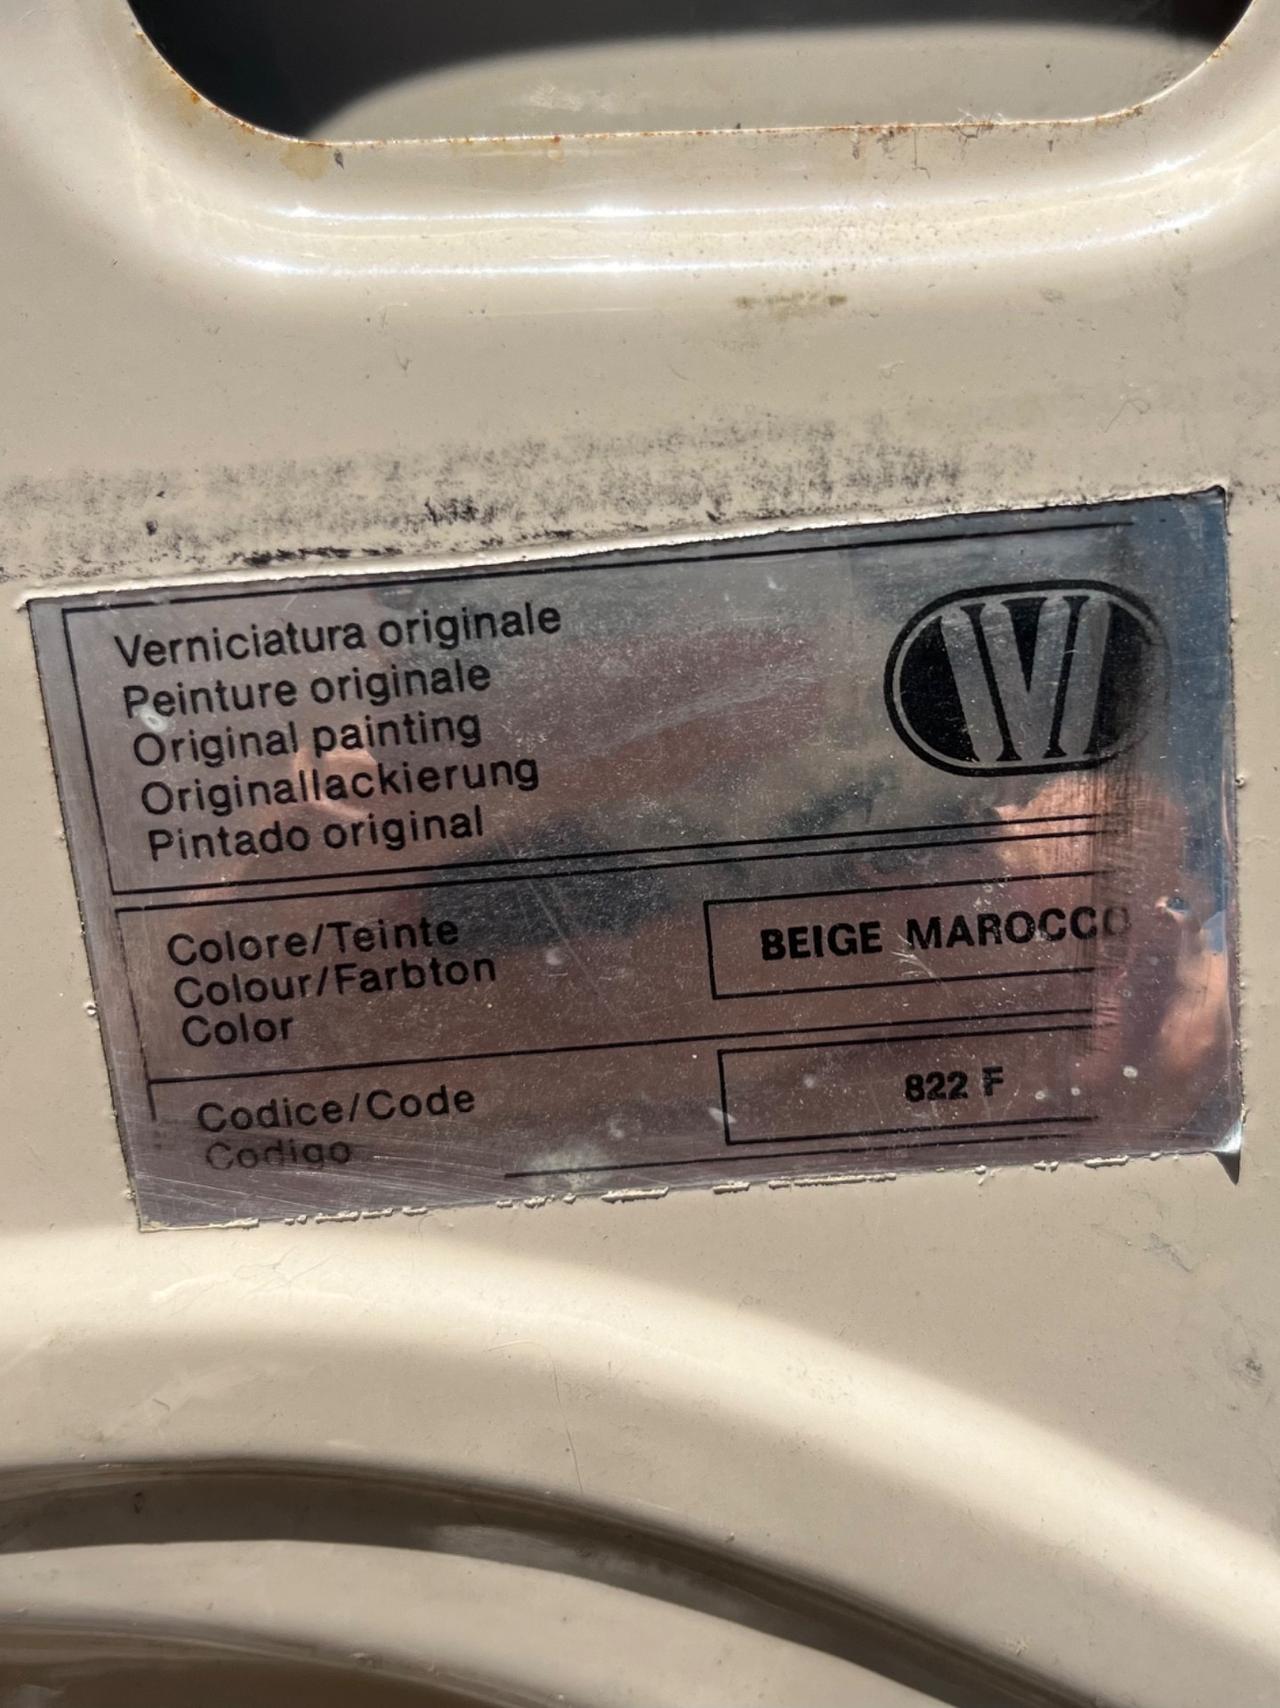 Verniciatura originale
Peinture originale
Original painting
Originallackierung
Pintado original
IVI
Colore/Teinte
Colour/Farbton
Color
BEIGE MAROCCO
Codice/Code
Codigo
822 F